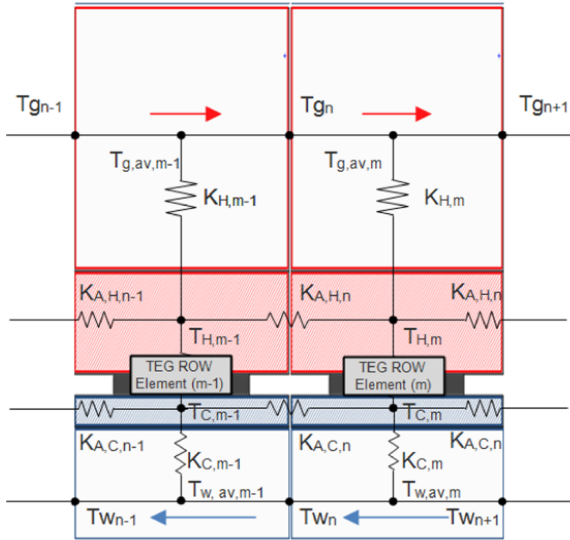 Tgn-1
Tgn
Tgn+1
Tg,av,m-1
Tg,av,m
KH,m-1
KH,m
KA,H,n-1
KA,H,n
KA,H,n
TH,m-1
TH,m
TEG ROW
Element (m-1)
TEG ROW
Element (m)
TC,m-1
TC,m
KA,C,n-1
KA,C,n
KA,C,n
KC,m-1
KC,m
Tw, av,m-1
Tw,av,m
Twn-1
Twn
Twn+1